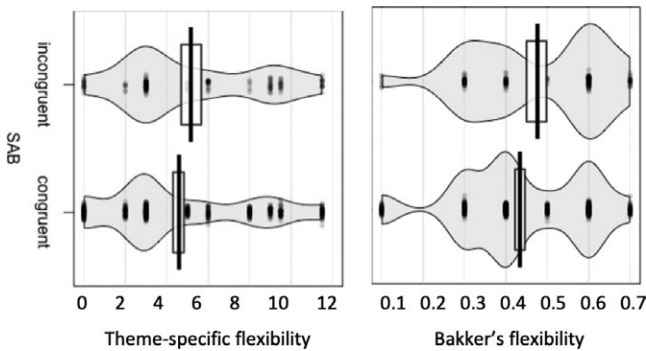 SAB
incongruent
congruent
0 2 4 6 8 10 12
Theme-specific flexibility
0.1 0.2 0.3 0.4 0.5 0.6 0.7
Bakker's flexibility